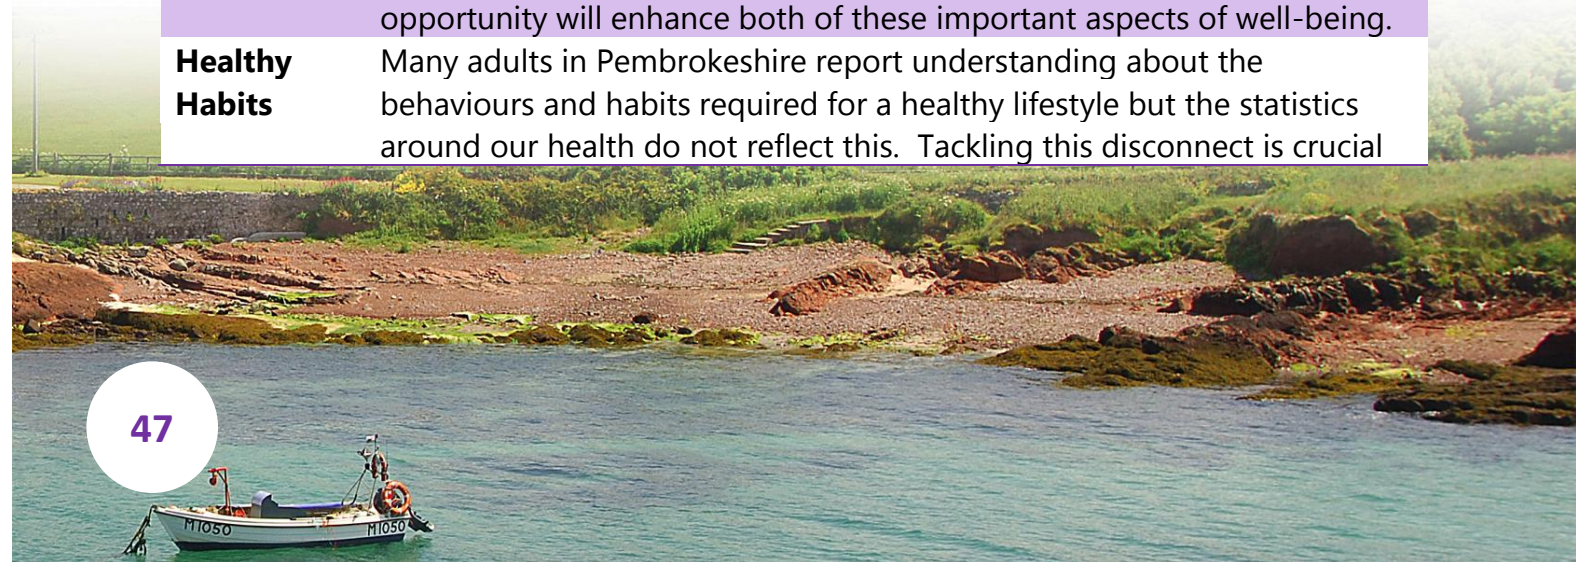 opportunity will enhance both of these important aspects of well-being.
Healthy Many adults in Pembrokeshire report understanding about the
Habits behaviours and habits required for a healthy lifestyle but the statistics
around our health do not reflect this. Tackling this disconnect is crucial
47
M1050 M1050